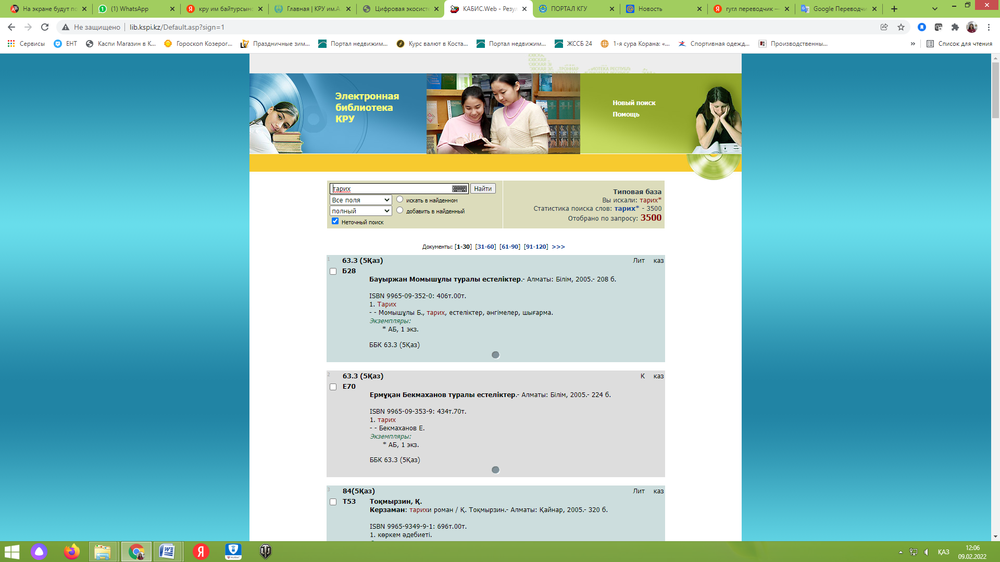 На экране будут по
(1) WhatsApp
кру им байтурсын
Главная | КРУ им.А
Цифровая экосист
КАБИС.Web - Резул
ПОРТАЛ КГУ
Новость
гугл переводчик —
Google Переводчи
Не защищено | lib.kspi.kz/Default.asp?sign=1
Сервисы
ЕНТ
Каспи Магазин в К...
Гороскоп Козерог...
Праздничные зим...
Портал недвижим...
Курс валют в Коста...
Портал недвижим...
ЖССБ 24
1-я сура Корана: «...
Спортивная одежд...
Производственны...
»
Список для чтения
Электронная
библиотека
КРУ
Новый поиск
Помощь
тарих
Найти
Все поля
искать в найденном
полный
добавить в найденный
Неточный поиск
Типовая база
Вы искали: тарих*
Статистика поиска слов: тарих* - 3500
Отобрано по запросу: 3500
Документы: [1-30] [31-60] [61-90] [91-120] >>>
1 63.3 (5Қаз) Лит каз
Б28
Бауыржан Момышұлы туралы естеліктер.- Алматы: Білім, 2005.- 208 б.
ISBN 9965-09-352-0: 406т.00т.
1. Тарих
- - Момышұлы Б., тарих, естеліктер, әнгімелер, шығарма.
Экземпляры:
* АБ, 1 экз.
ББК 63.3 (5Қаз)
2 63.3 (5Қаз) К каз
Е70
Ермұқан Бекмаханов туралы естеліктер.- Алматы: Білім, 2005.- 224 б.
ISBN 9965-09-353-9: 434т.70т.
1. тарих
- - Бекмаханов Е.
Экземпляры:
* АБ, 1 экз.
ББК 63.3 (5Қаз)
3 84(5Қаз) Лит каз
Т53 Тоқмырзин, Қ.
Керзаман: тарихи роман / Қ. Тоқмырзин.- Алматы: Қайнар, 2005.- 320 б.
ISBN 9965-9349-9-1: 696т.00т.
1. көркем әдебиеті.
ҚАЗ
12:06
09.02.2022